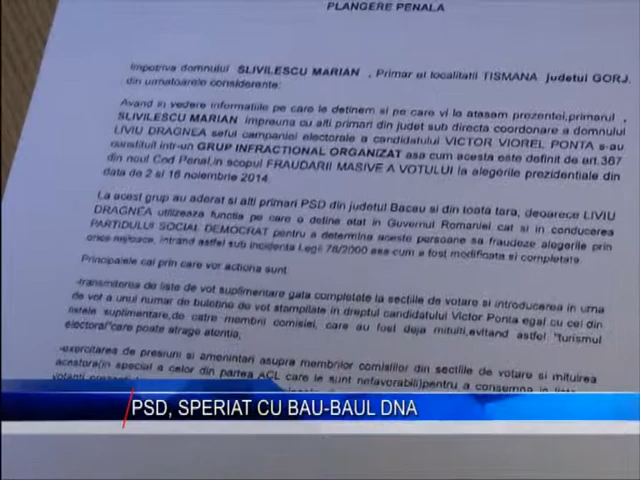 PLANGERE PENALA
Impotriva domnului SLIVILESCU MARIAN , Primar al localitatii TISMANA judetul GORJ.
din urmatoarele considerente:
Avand in vedere informatiile pe care le detinem si pe care vi le atasam prezentei,primarul ,
SLIVILESCU MARIAN impreuna cu alti primari din judet sub directa coordonare a domnului
LIVIU DRAGNEA seful campaniei electorale a candidatului VICTOR VIOREL PONTA s-au
constituit intr-un GRUP INFRACTIONAL ORGANIZAT asa cum acesta este definit de art.367
din noul Cod Penal,in scopul FRAUDARII MASIVE A VOTULUI la alegerile prezidentiale din
data de 2 si 16 noiembrie 2014.
La acest grup au aderat si alti primari PSD din judetul Bacau si din toata tara, deoarece LIVIU
DRAGNEA utilizeaza functia pe care o detine atat in Guvernul Romaniei cat si in conducerea
PARTIDULUI SOCIAL DEMOCRAT pentru a determina aceste persoane sa fraudeze alegerile prin
orice mijloace, intrand astfel sub incidenta Legii 78/2000 asa cum a fost modificata si completata.
Principalele cai prin care vor actiona sunt
-transmiterea de liste de vot suplimentare gata completate la sectiile de votare si introducerea in urna
de vot a unui numar de buletine de vot stampilate in dreptul candidatului Victor Ponta egal cu cei din
listele suplimentare,de catre membrii comisiei, care au fost deja mituiti,evitand astfel "turismul
electoral"care poate atrage atentia;
-exercitarea de presiuni si amenintari asupra membrilor comisiilor din sectiile de votare si mituirea
acestora(in special a celor din partea ACL care le sunt nefavorabili)pentru a consemna in liste
votanti
PSD, SPERIAT CU BAU-BAUL DNA